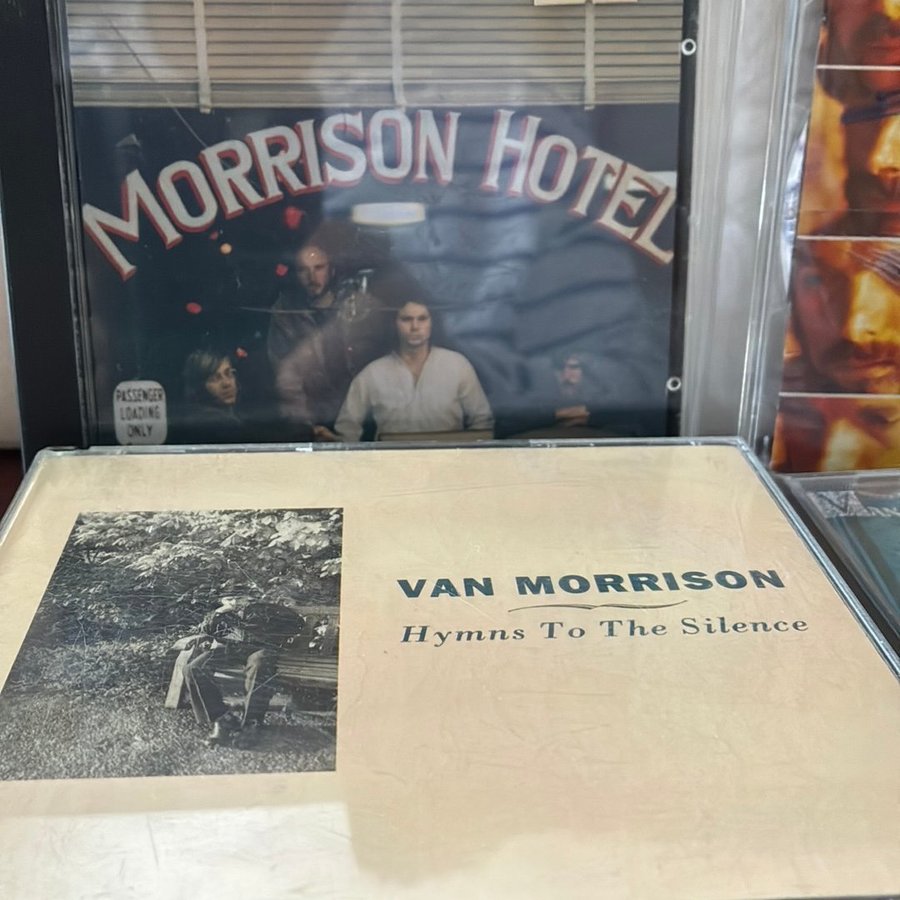 MORRISON HOTEL
PASSENGER
LOADING
ONLY
VAN MORRISON
Hymns To The Silence